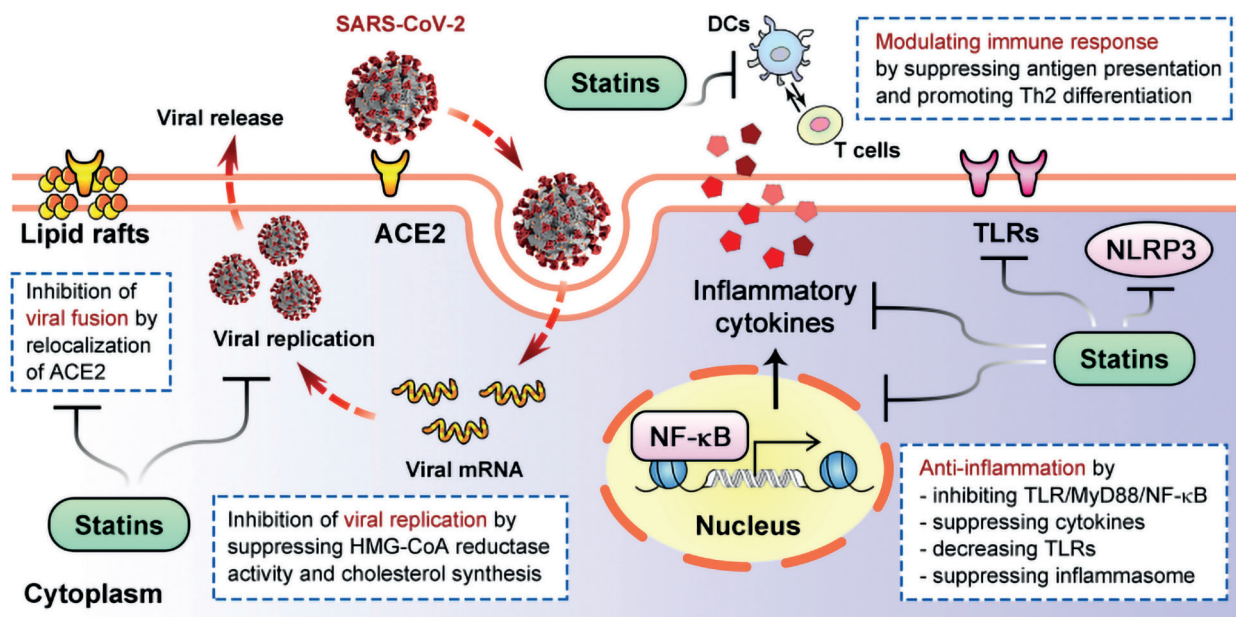 SARS-CoV-2
DCs
Statins
Modulating immune response
by suppressing antigen presentation
and promoting Th2 differentiation
Viral release
T cells
Lipid rafts
ACE2
TLRs
NLRP3
Inhibition of
viral fusion by
relocalization
of ACE2
Viral replication
Inflammatory
cytokines
Statins
NF-κB
Viral mRNA
Nucleus
Statins
Inhibition of viral replication by
suppressing HMG-CoA reductase
activity and cholesterol synthesis
Anti-inflammation by
- inhibiting TLR/MyD88/NF-κB
- suppressing cytokines
- decreasing TLRs
- suppressing inflammasome
Cytoplasm